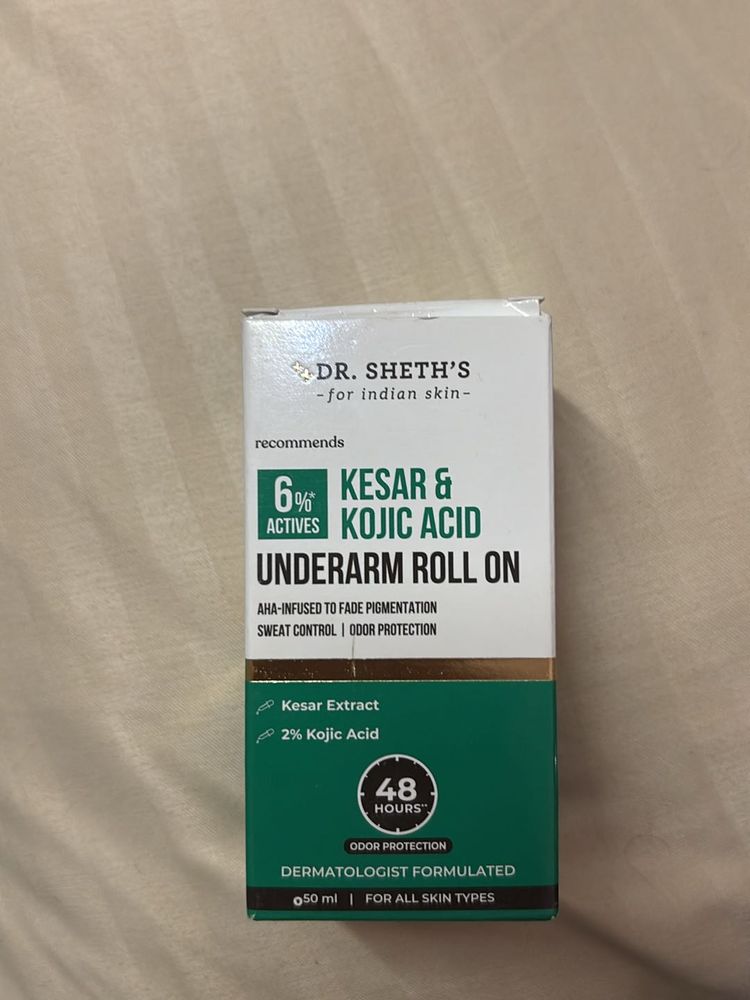 DR. SHETH'S
-for indian skin-
recommends
6%* ACTIVES
KESAR &
KOJIC ACID
UNDERARM ROLL ON
AHA-INFUSED TO FADE PIGMENTATION
SWEAT CONTROL | ODOR PROTECTION
Kesar Extract
2% Kojic Acid
48
HOURS**
ODOR PROTECTION
DERMATOLOGIST FORMULATED
50 ml | FOR ALL SKIN TYPES